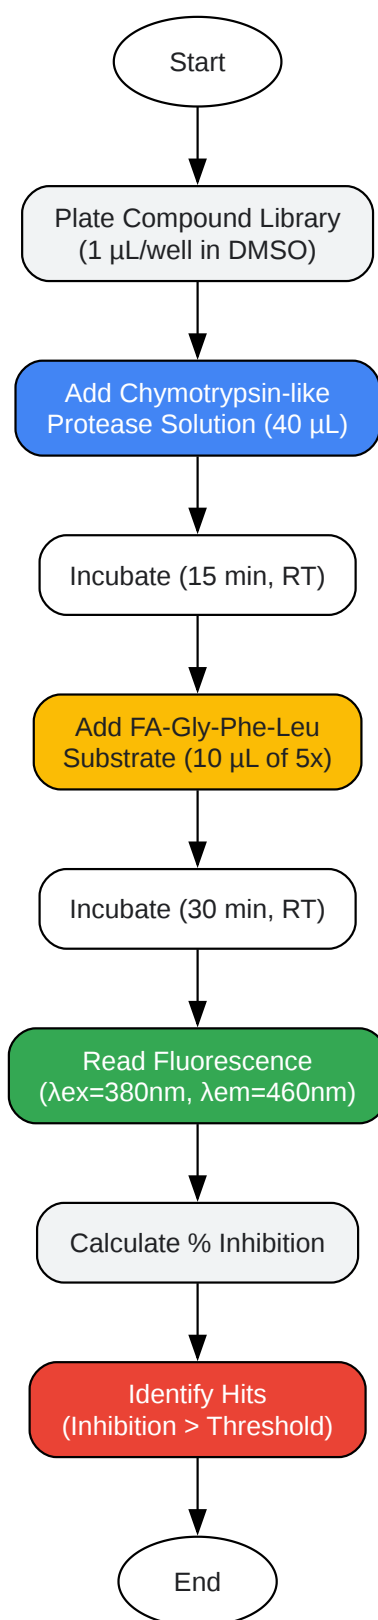 Start
Plate Compound Library
(1 µL/well in DMSO)
Add Chymotrypsin-like
Protease Solution (40 µL)
Incubate (15 min, RT)
Add FA-Gly-Phe-Leu
Substrate (10 µL of 5x)
Incubate (30 min, RT)
Read Fluorescence
(λex=380nm, λem=460nm)
Calculate % Inhibition
Identify Hits
(Inhibition > Threshold)
End